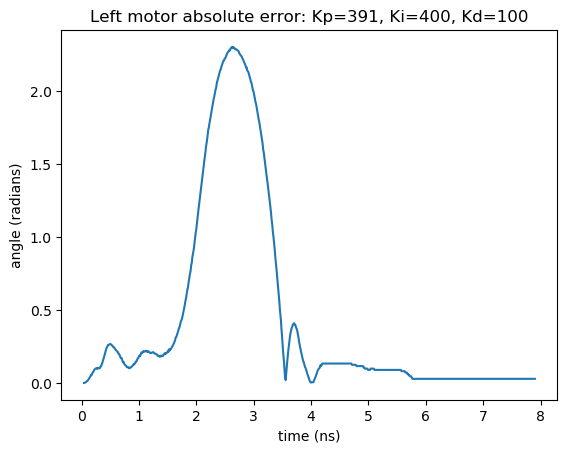 Left motor absolute error: Kp=391, Ki=400, Kd=100
angle (radians)
2.0
1.5
1.0
0.5
0.0
0 1 2 3 4 5 6 7 8
time (ns)